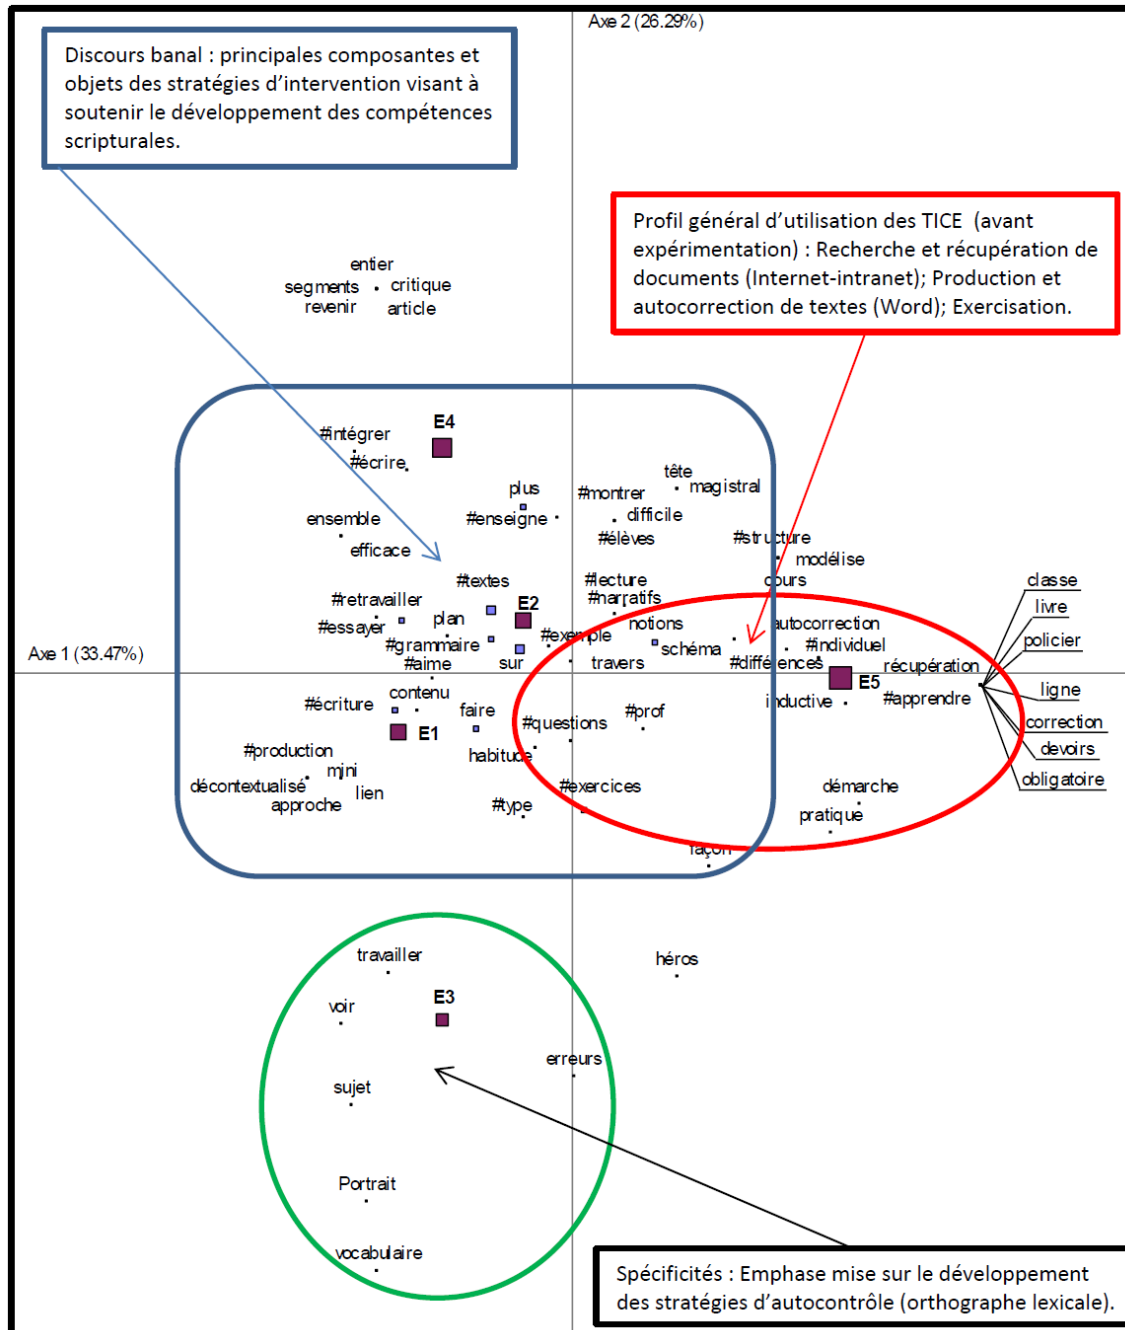 Axe 2 (26.29%)
Discours banal : principales composantes et
objets des stratégies d'intervention visant à
soutenir le développement des compétences
scripturales.
Profil général d'utilisation des TICE (avant
expérimentation) : Recherche et récupération de
documents (Internet-intranet); Production et
autocorrection de textes (Word); Exercisation.
entier
segments critique
revenir article
E4
#intégrer
#écrire
tête
plus #montrer magistral
#enseigne difficile
ensemble #élèves #structure
efficace modélise
#textes #lecture cours classe
#retravailler E2 #narratifs livre
#essayer plan notions autocorrection policier
#grammaire #exemple schéma #individuel
Axe 1 (33.47%) #aime sur travers #différences récupération
E5
#écriture contenu inductive #apprendre ligne
faire #questions #prof correction
E1
#production habitude devoirs
décontextualisé mini #exercices obligatoire
approche lien démarche
#type pratique
façon
travailler héros
E3
voir
erreurs
sujet
Portrait
vocabulaire
Spécificités : Emphase mise sur le développement
des stratégies d'autocontrôle (orthographe lexicale).